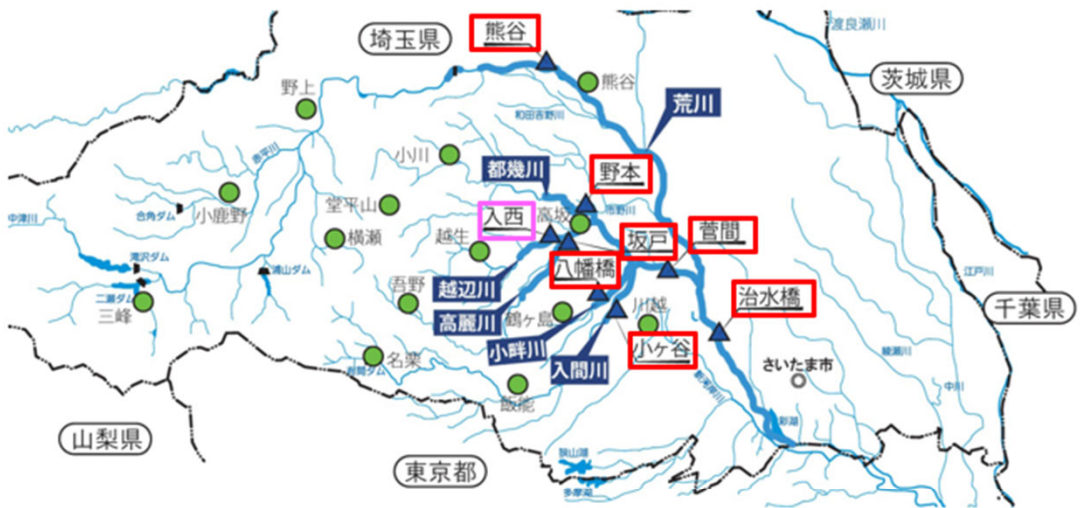 埼玉県
熊谷
渡良瀬川
茨城県
野上
熊谷
荒川
和田吉野川
赤平川
小川
都幾川
野本
小鹿野
合角ダム
堂平山
入西
高坂
市野川
中津川
横瀬
越生
坂戸
菅間
滝沢ダム
浦山ダム
八幡橋
江戸川
二瀬ダム
三峰
吾野
越辺川
高麗川
鶴ヶ島
川越
治水橋
千葉県
小畔川
小ヶ谷
名栗
入間川
さいたま市
綾瀬川
中川
新河岸川
飯能
彩湖
山梨県
東京都
狭山湖
多摩湖